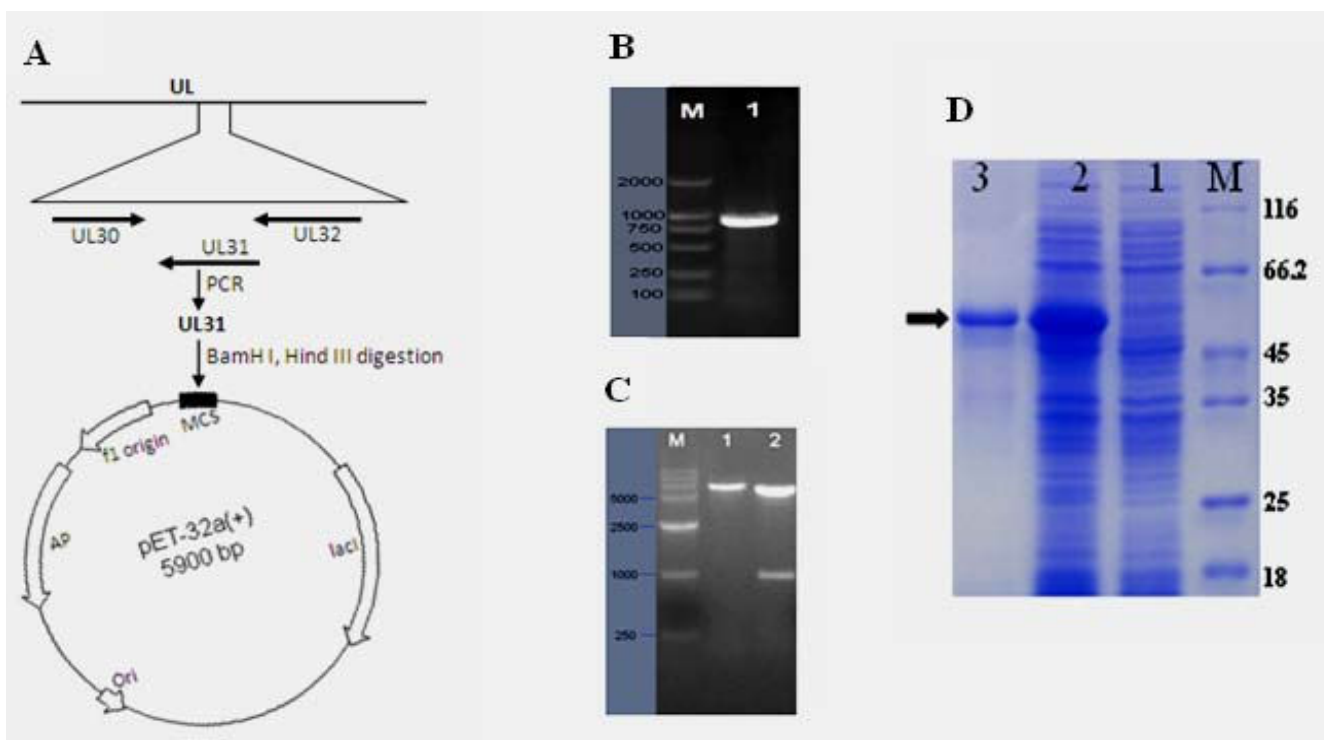 A
UL
UL30
UL32
UL31
PCR
UL31
BamH I, Hind III digestion
MCS
f1 origin
AP
pET-32a(+)
5900 bp
lacI
Ori
B
M 1
2000
1000
750
500
250
100
C
M 1 2
5000
2500
1000
250
D
3 2 1 M
116
66.2
45
35
25
18